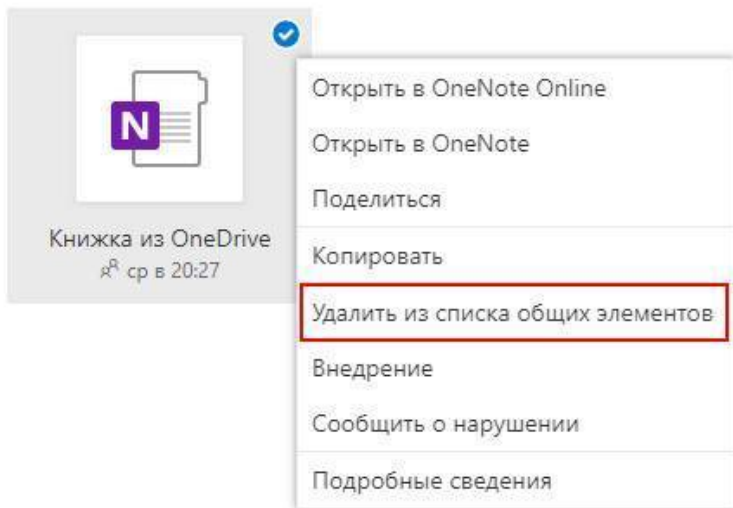 N
Книжка из OneDrive
ср в 20:27
Открыть в OneNote Online
Открыть в OneNote
Поделиться
Копировать
Удалить из списка общих элементов
Внедрение
Сообщить о нарушении
Подробные сведения